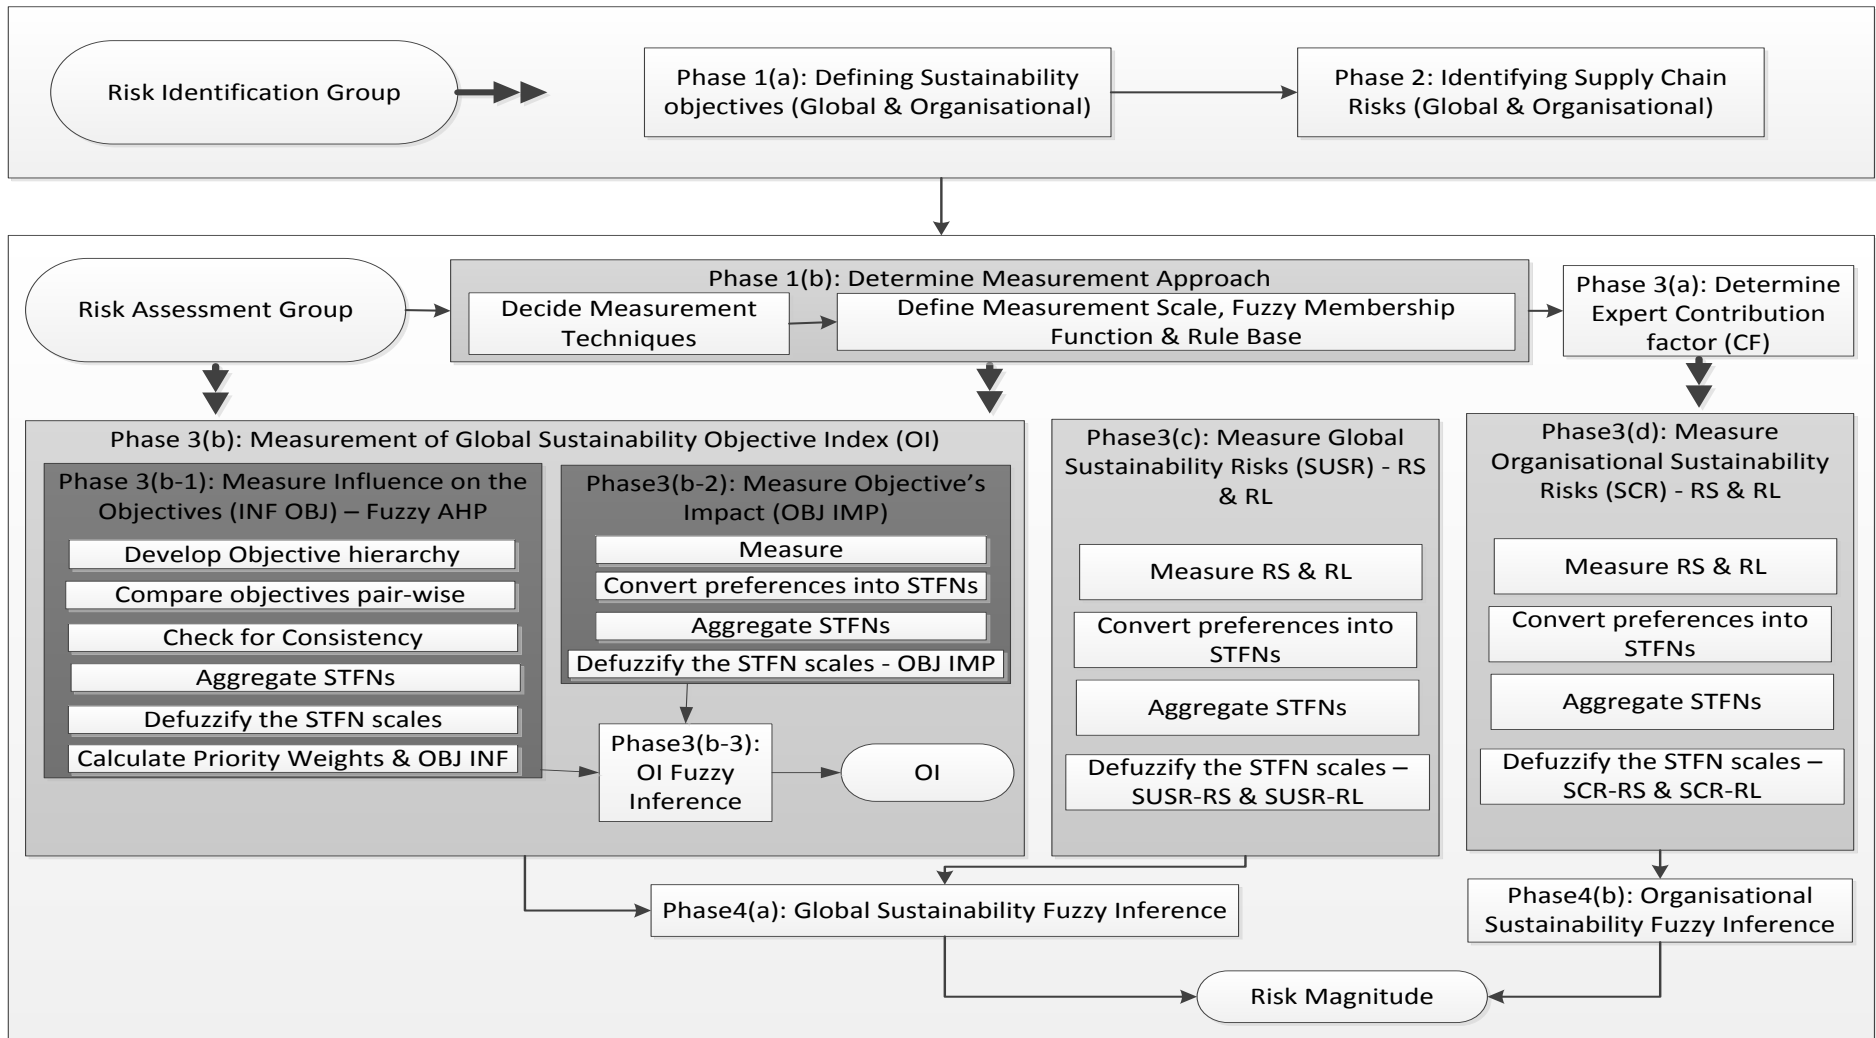 Risk Identification Group
Phase 1(a): Defining Sustainability
objectives (Global & Organisational)
Phase 2: Identifying Supply Chain
Risks (Global & Organisational)
Risk Assessment Group
Phase 1(b): Determine Measurement Approach
Decide Measurement
Techniques
Define Measurement Scale, Fuzzy Membership
Function & Rule Base
Phase 3(a): Determine
Expert Contribution
factor (CF)
Phase 3(b): Measurement of Global Sustainability Objective Index (OI)
Phase 3(b-1): Measure Influence on the
Objectives (INF OBJ) – Fuzzy AHP
Develop Objective hierarchy
Compare objectives pair-wise
Check for Consistency
Aggregate STFNs
Defuzzify the STFN scales
Calculate Priority Weights & OBJ INF
Phase3(b-2): Measure Objective’s
Impact (OBJ IMP)
Measure
Convert preferences into STFNs
Aggregate STFNs
Defuzzify the STFN scales - OBJ IMP
Phase3(b-3):
OI Fuzzy
Inference
OI
Phase3(c): Measure Global
Sustainability Risks (SUSR) - RS
& RL
Measure RS & RL
Convert preferences into
STFNs
Aggregate STFNs
Defuzzify the STFN scales –
SUSR-RS & SUSR-RL
Phase3(d): Measure
Organisational Sustainability
Risks (SCR) - RS & RL
Measure RS & RL
Convert preferences into
STFNs
Aggregate STFNs
Defuzzify the STFN scales –
SCR-RS & SCR-RL
Phase4(a): Global Sustainability Fuzzy Inference
Phase4(b): Organisational
Sustainability Fuzzy Inference
Risk Magnitude